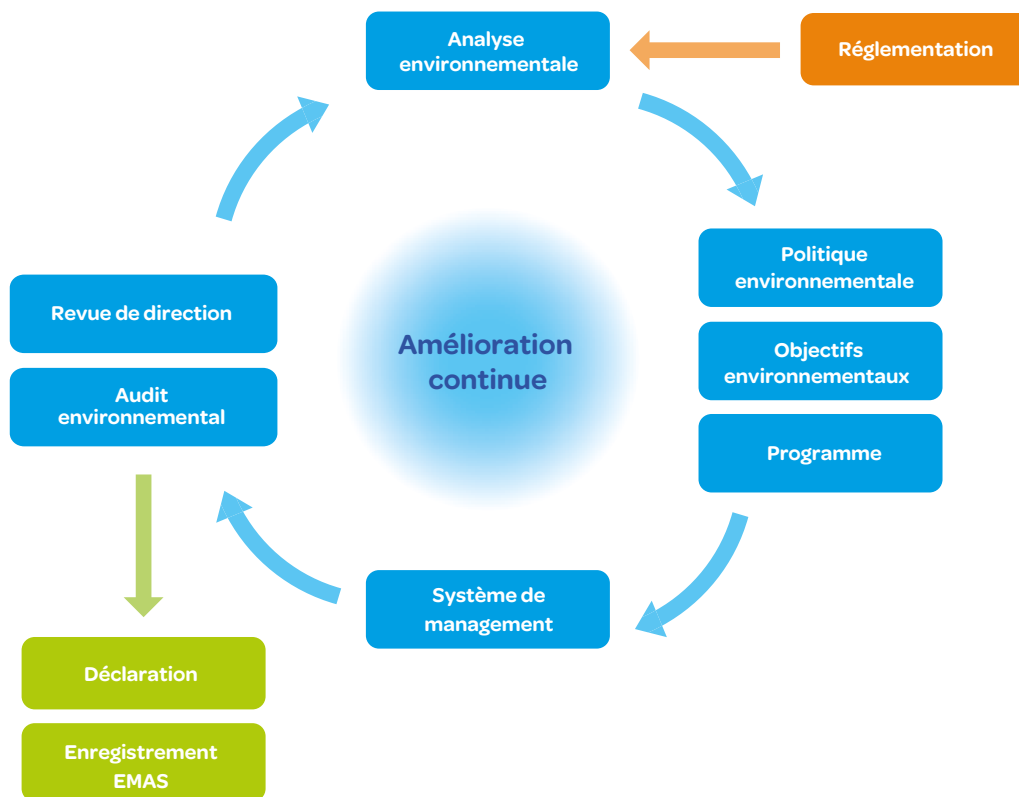 Analyse
environnementale
Réglementation
Politique
environnementale
Revue de direction
Amélioration
continue
Objectifs
environnementaux
Audit
environnemental
Programme
Système de
management
Déclaration
Enregistrement
EMAS